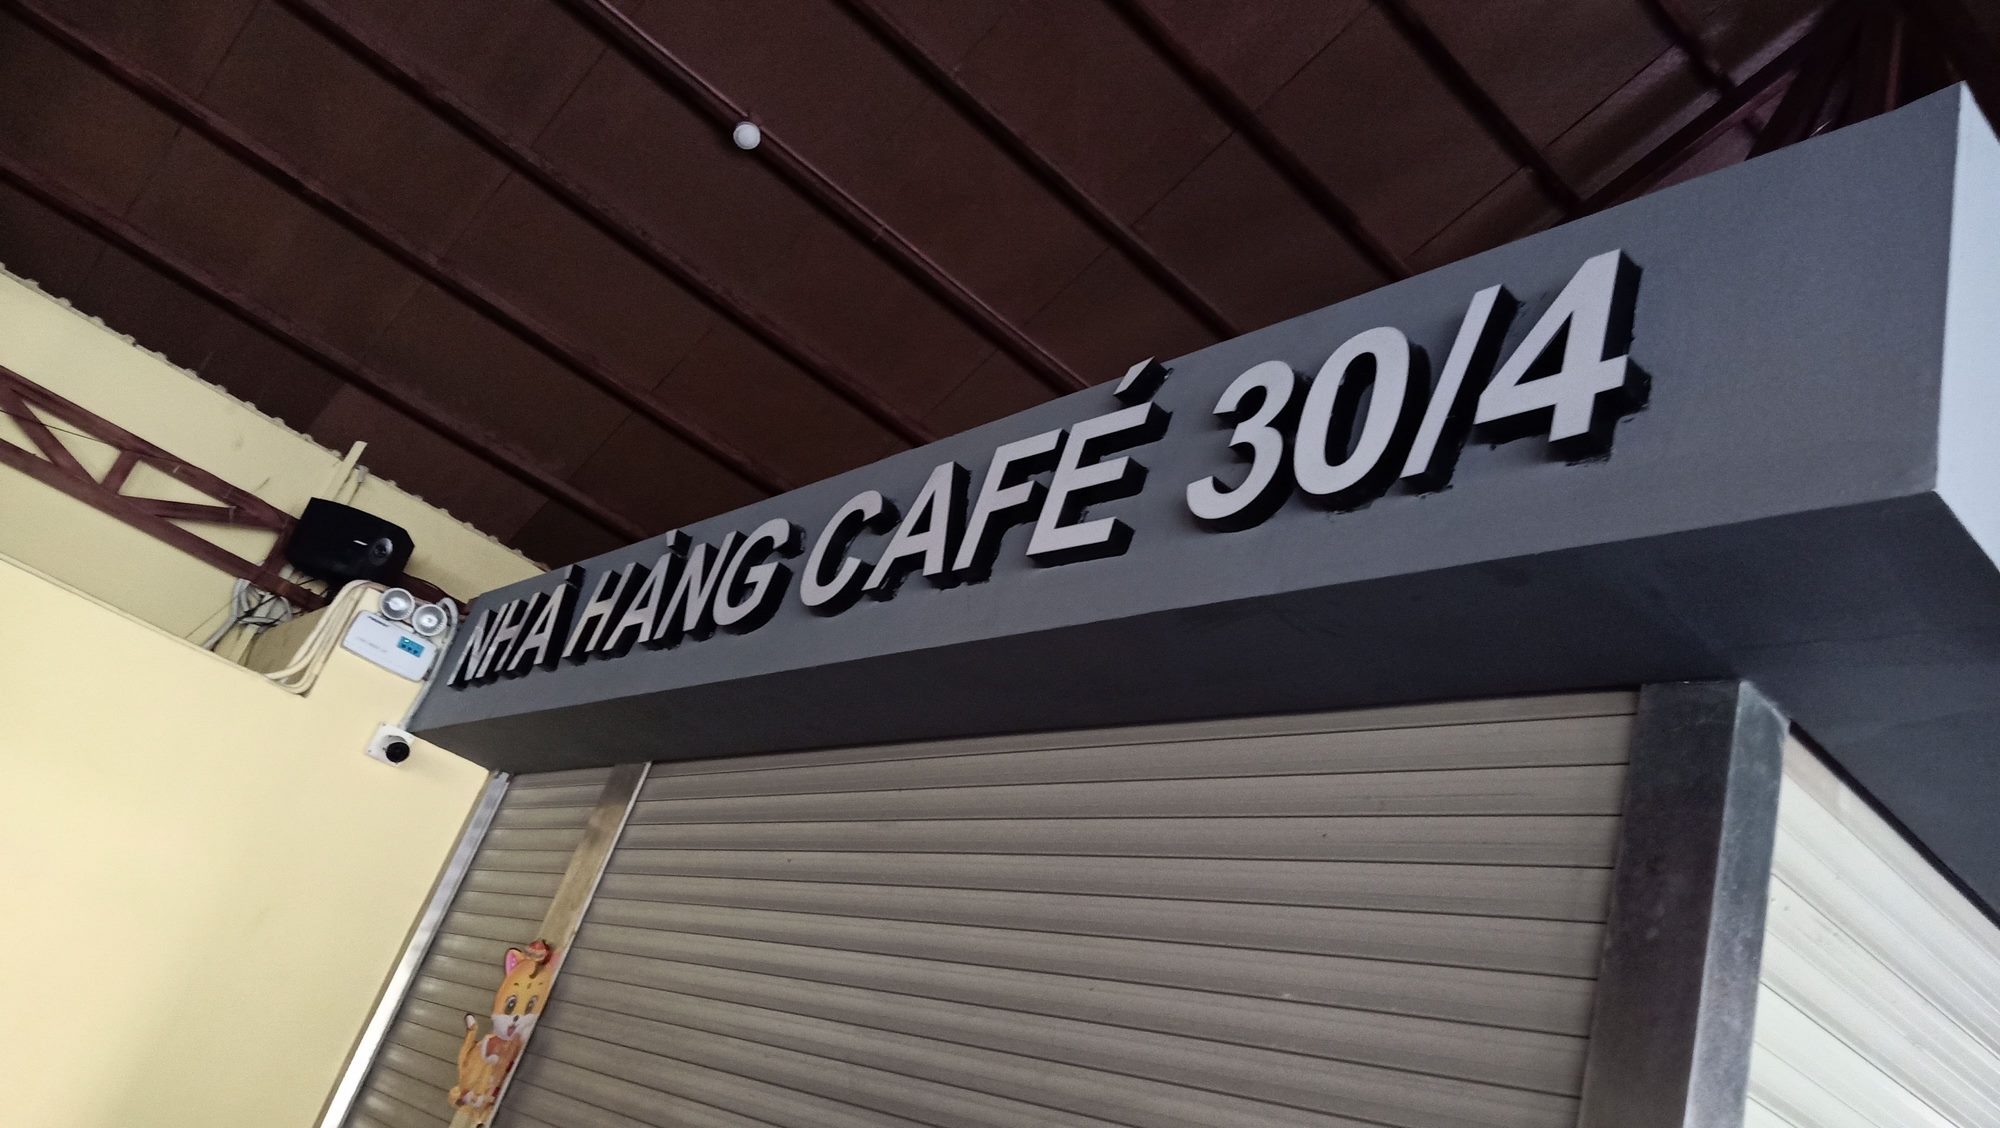 NHÀ HÀNG CAFÉ 30/4